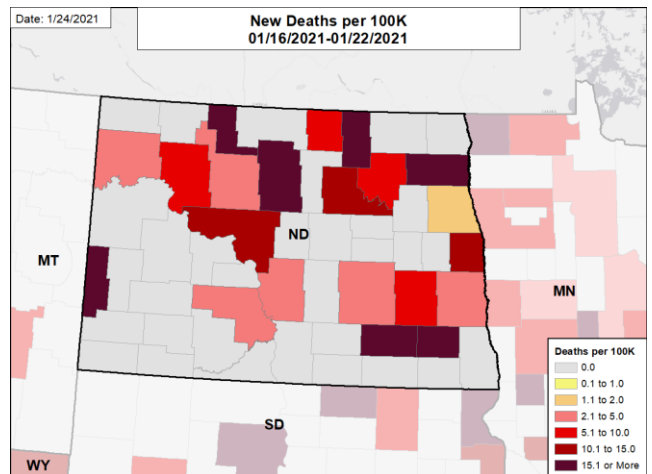 Date: 1/24/2021
New Deaths per 100K
01/16/2021-01/22/2021
ND
MT
MN
SD
WY
Deaths per 100K
0.0
0.1 to 1.0
1.1 to 2.0
2.1 to 5.0
5.1 to 10.0
10.1 to 15.0
15.1 or More